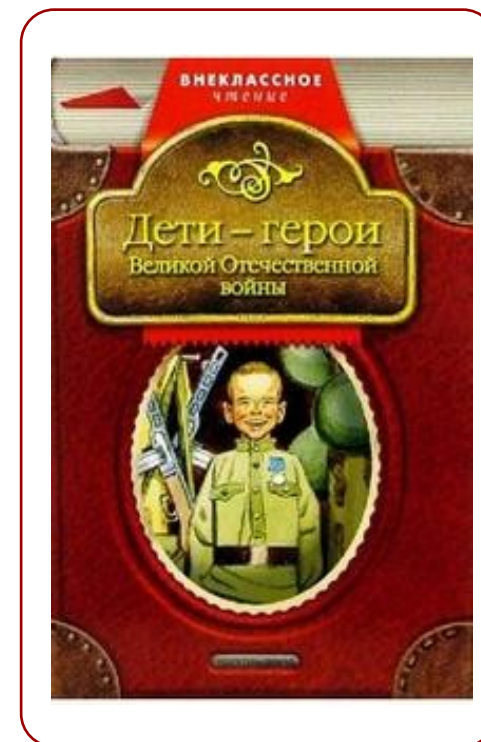 ВНЕКЛАССНОЕ
чтение
Дети – герои
Великой Отечественной
войны